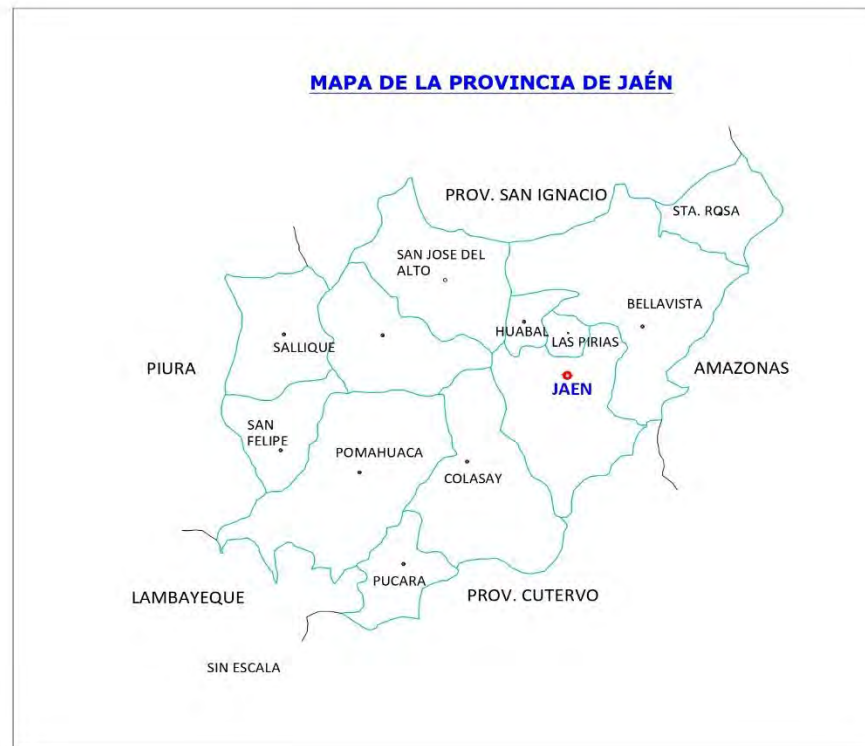 MAPA DE LA PROVINCIA DE JAÉN
PROV. SAN IGNACIO
STA. ROSA
SAN JOSE DEL
ALTO
BELLAVISTA
HUABAL
LAS PIRIAS
SALLIQUE
PIURA
AMAZONAS
JAEN
SAN
FELIPE
POMAHUACA
COLASAY
PUCARA
LAMBAYEQUE
PROV. CUTERVO
SIN ESCALA